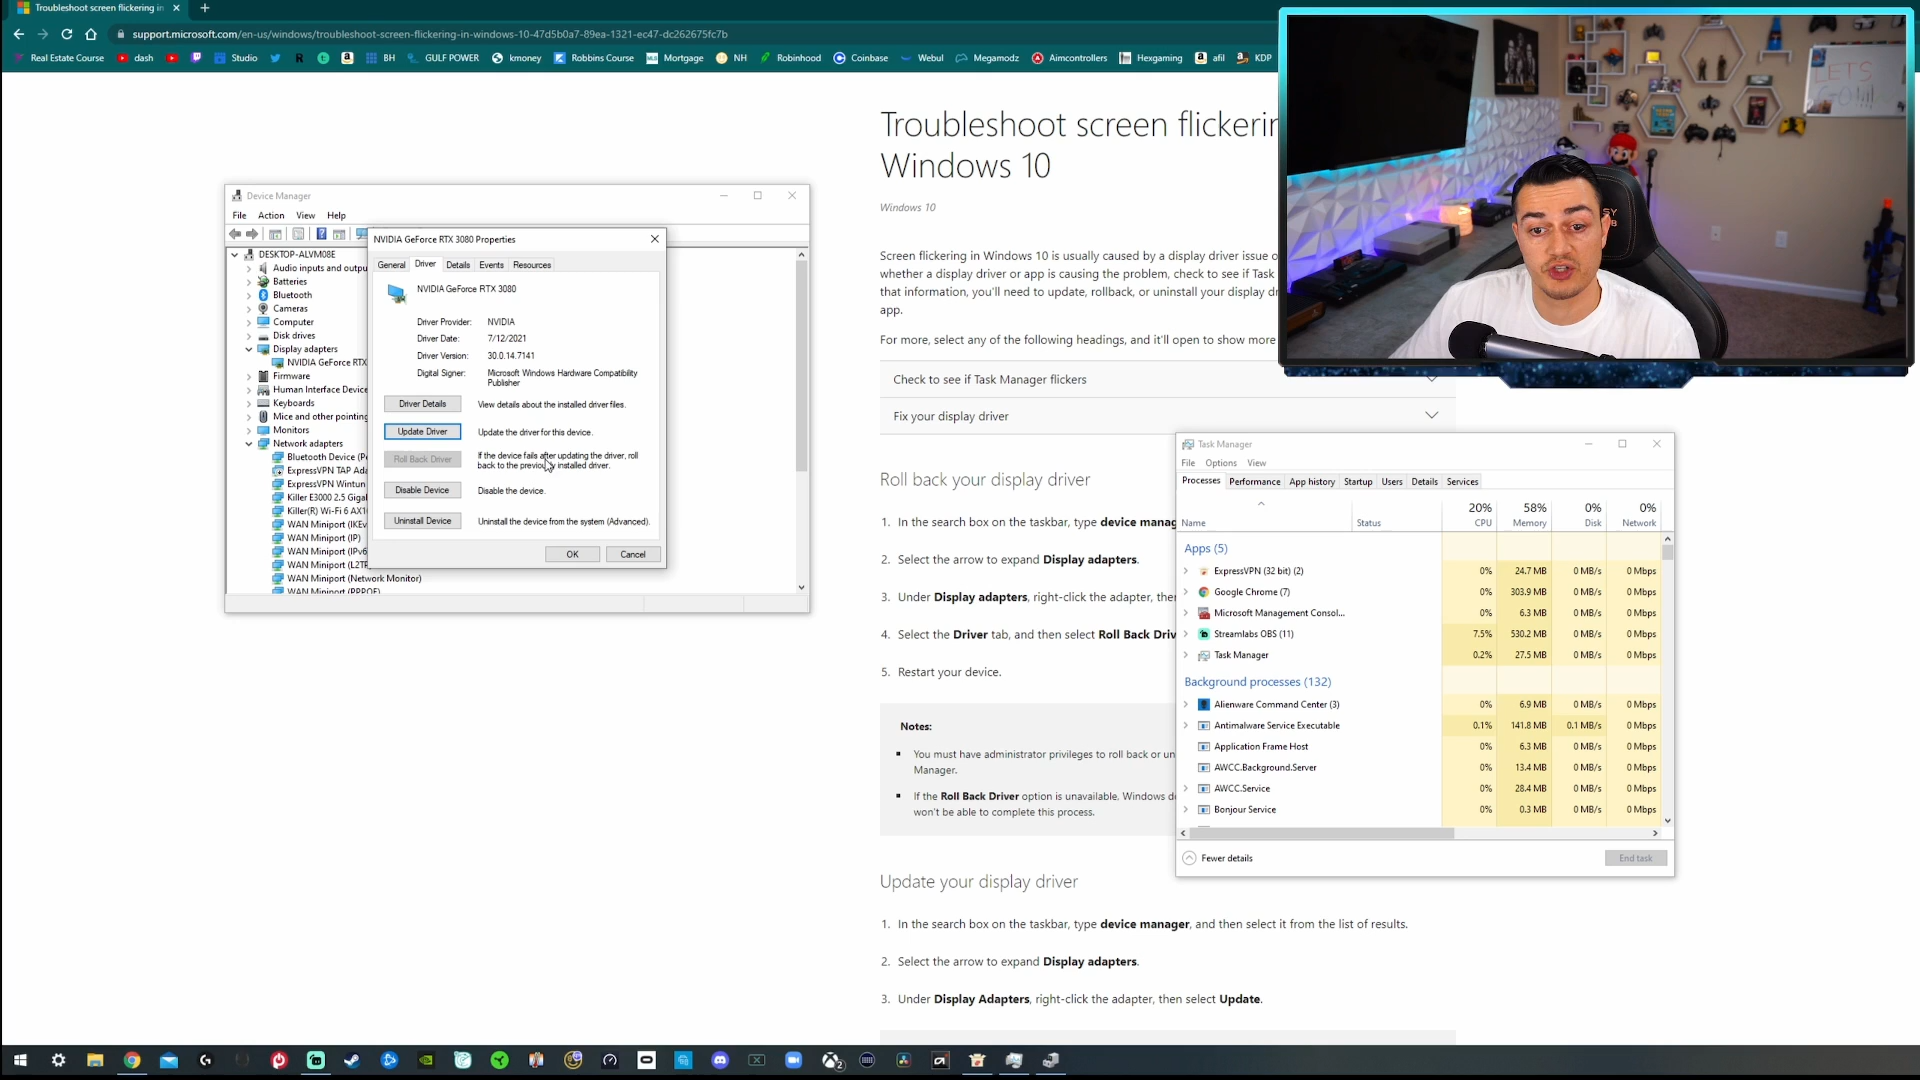 Troubleshoot screen flickering in
support.microsoft.com/en-us/windows/troubleshoot-screen-flickering-in-windows-10-47d5b0a7-89ea-1321-ec47-dc262675fc7b
Real Estate Course dash Studio BH GULF POWER kmoney Robbins Course Mortgage NH Robinhood Coinbase Webul Megamodz Aimcontrollers Hexgaming afil KDP
LETS
Troubleshoot screen flickerin
Windows 10
Windows 10
Screen flickering in Windows 10 is usually caused by a display driver issue o
whether a display driver or app is causing the problem, check to see if Task
that information, you'll need to update, rollback, or uninstall your display dr
app.
For more, select any of the following headings, and it'll open to show more
Check to see if Task Manager flickers
Fix your display driver
Roll back your display driver
1. In the search box on the taskbar, type device manag
2. Select the arrow to expand Display adapters.
3. Under Display adapters, right-click the adapter, ther
4. Select the Driver tab, and then select Roll Back Driv
5. Restart your device.
Notes:
You must have administrator privileges to roll back or un
Manager.
If the Roll Back Driver option is unavailable, Windows d
won't be able to complete this process.
Update your display driver
1. In the search box on the taskbar, type device manager, and then select it from the list of results.
2. Select the arrow to expand Display adapters.
3. Under Display Adapters, right-click the adapter, then select Update.
Device Manager
File Action View Help
DESKTOP-ALVM08E
Audio inputs and outpu
Batteries
Bluetooth
Cameras
Computer
Disk drives
Display adapters
NVIDIA GeForce RTX
Firmware
Human Interface Device
Keyboards
Mice and other pointing
Monitors
Network adapters
Bluetooth Device (Pe
ExpressVPN TAP Ada
ExpressVPN Wintun
Killer E3000 2.5 Gigal
Killer(R) Wi-Fi 6 AX1
WAN Miniport (IKEv
WAN Miniport (IP)
WAN Miniport (IPv6
WAN Miniport (L2TF
WAN Miniport (Network Monitor)
WAN Miniport (PPPOE)
NVIDIA GeForce RTX 3080 Properties
General Driver Details Events Resources
NVIDIA GeForce RTX 3080
Driver Provider: NVIDIA
Driver Date: 7/12/2021
Driver Version: 30.0.14.7141
Digital Signer: Microsoft Windows Hardware Compatibility
Publisher
Driver Details View details about the installed driver files.
Update Driver Update the driver for this device.
Roll Back Driver If the device fails after updating the driver, roll
back to the previously installed driver.
Disable Device Disable the device.
Uninstall Device Uninstall the device from the system (Advanced).
OK Cancel
Task Manager
File Options View
Processes Performance App history Startup Users Details Services
20% 58% 0% 0%
Name Status CPU Memory Disk Network
Apps (5)
ExpressVPN (32 bit) (2) 0% 24.7 MB 0 MB/s 0 Mbps
Google Chrome (7) 0% 303.9 MB 0 MB/s 0 Mbps
Microsoft Management Consol... 0% 6.3 MB 0 MB/s 0 Mbps
Streamlabs OBS (11) 7.5% 530.2 MB 0 MB/s 0 Mbps
Task Manager 0.2% 27.5 MB 0 MB/s 0 Mbps
Background processes (132)
Alienware Command Center (3) 0% 6.9 MB 0 MB/s 0 Mbps
Antimalware Service Executable 0.1% 141.8 MB 0.1 MB/s 0 Mbps
Application Frame Host 0% 6.3 MB 0 MB/s 0 Mbps
AWCC.Background.Server 0% 13.4 MB 0 MB/s 0 Mbps
AWCC.Service 0% 28.4 MB 0 MB/s 0 Mbps
Bonjour Service 0% 0.3 MB 0 MB/s 0 Mbps
Fewer details End task